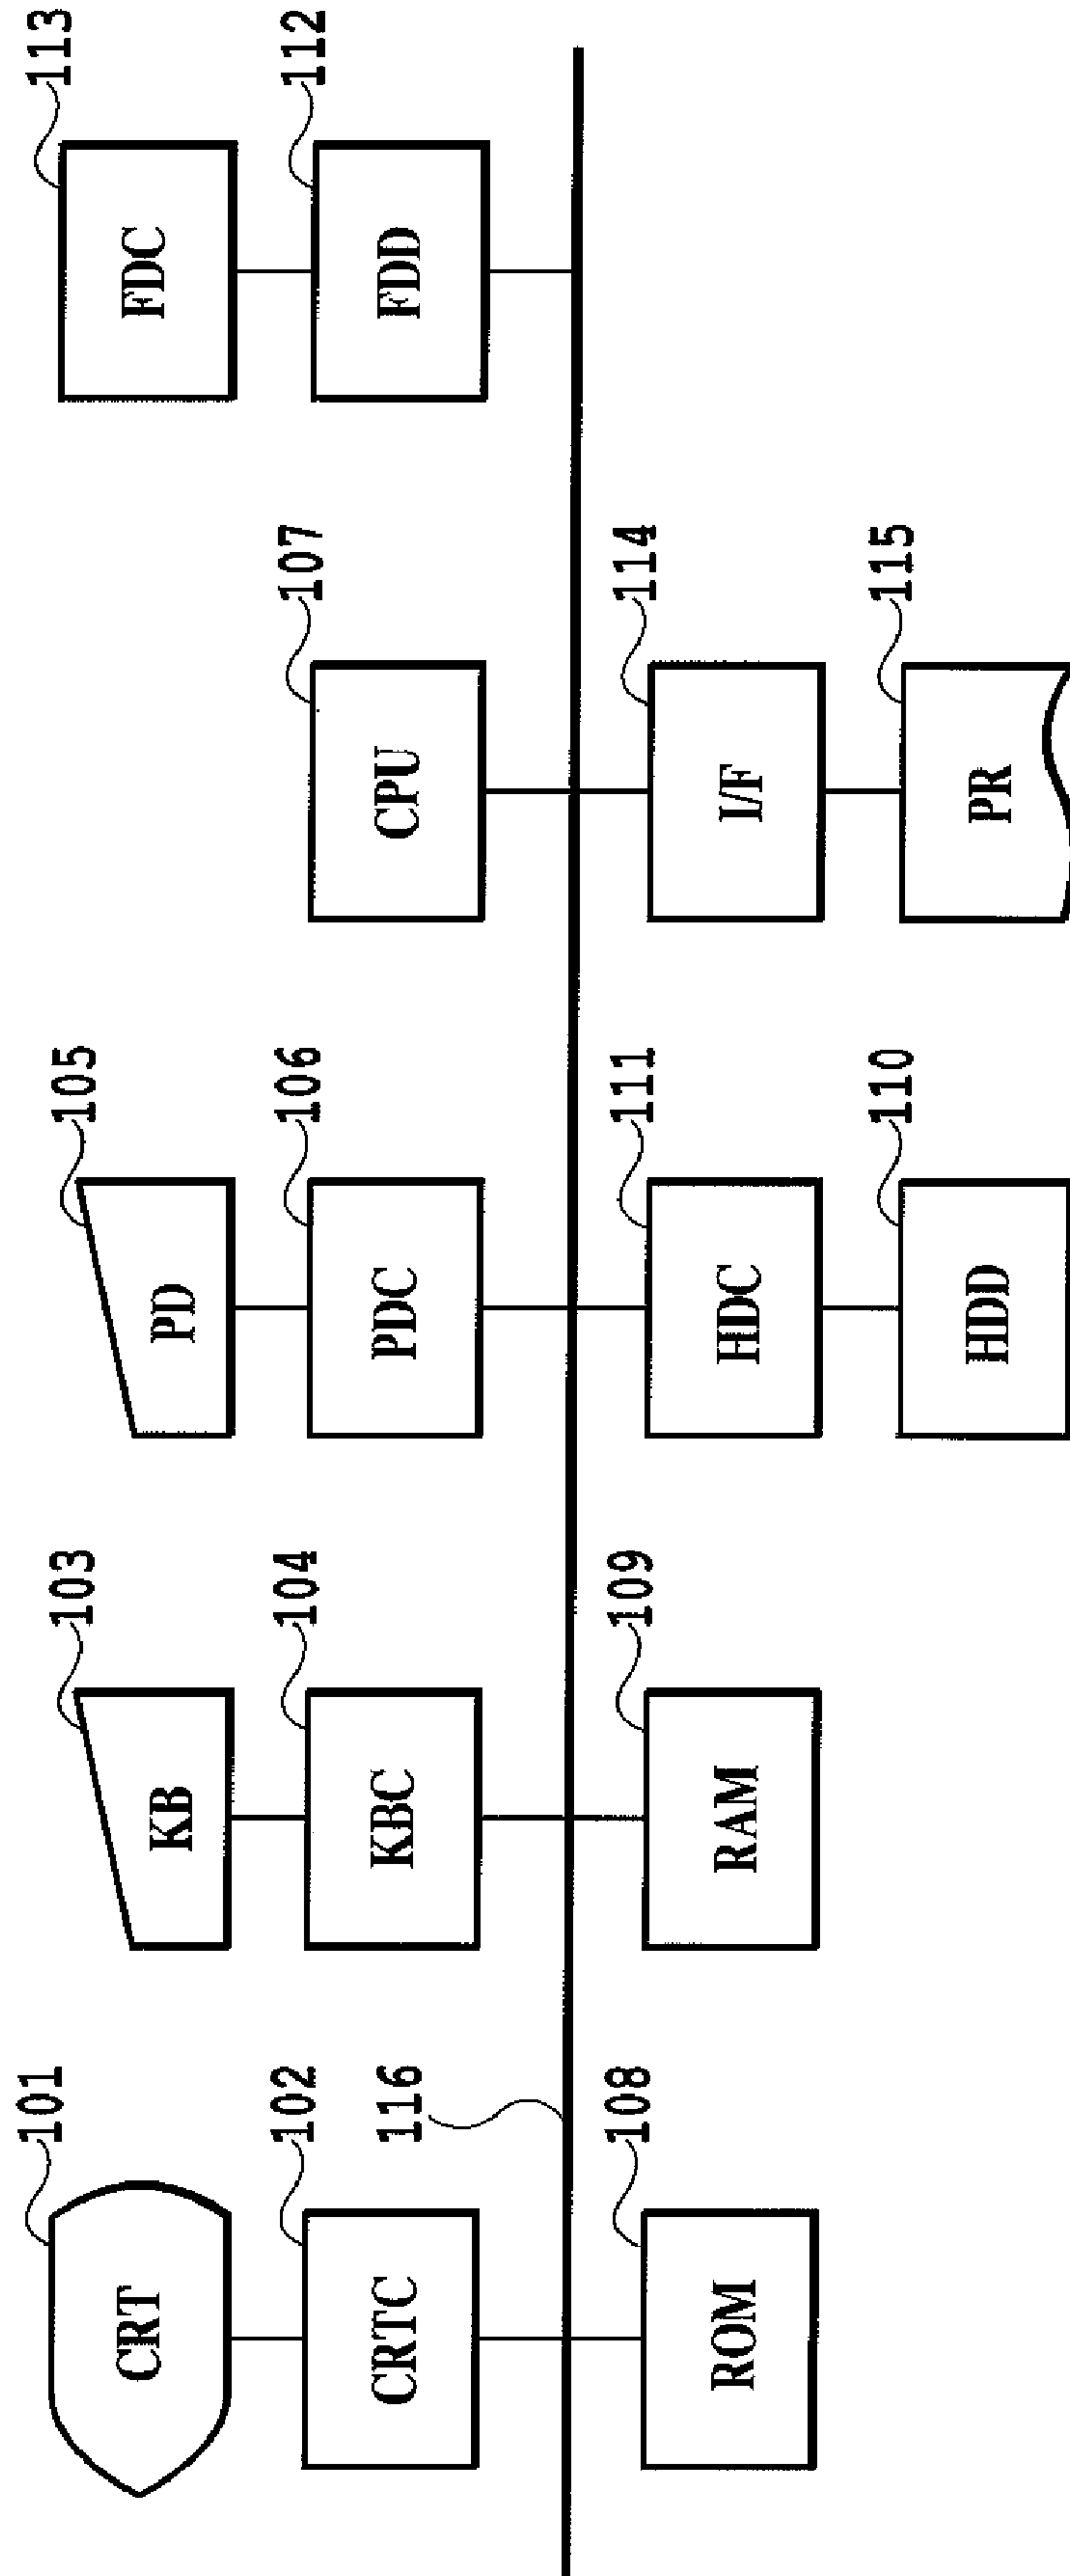 101
CRT
102
CRTC
116
108
ROM
103
KB
104
KBC
109
RAM
105
PD
106
PDC
111
HDC
110
HDD
107
CPU
114
I/F
115
PR
113
FDC
112
FDD